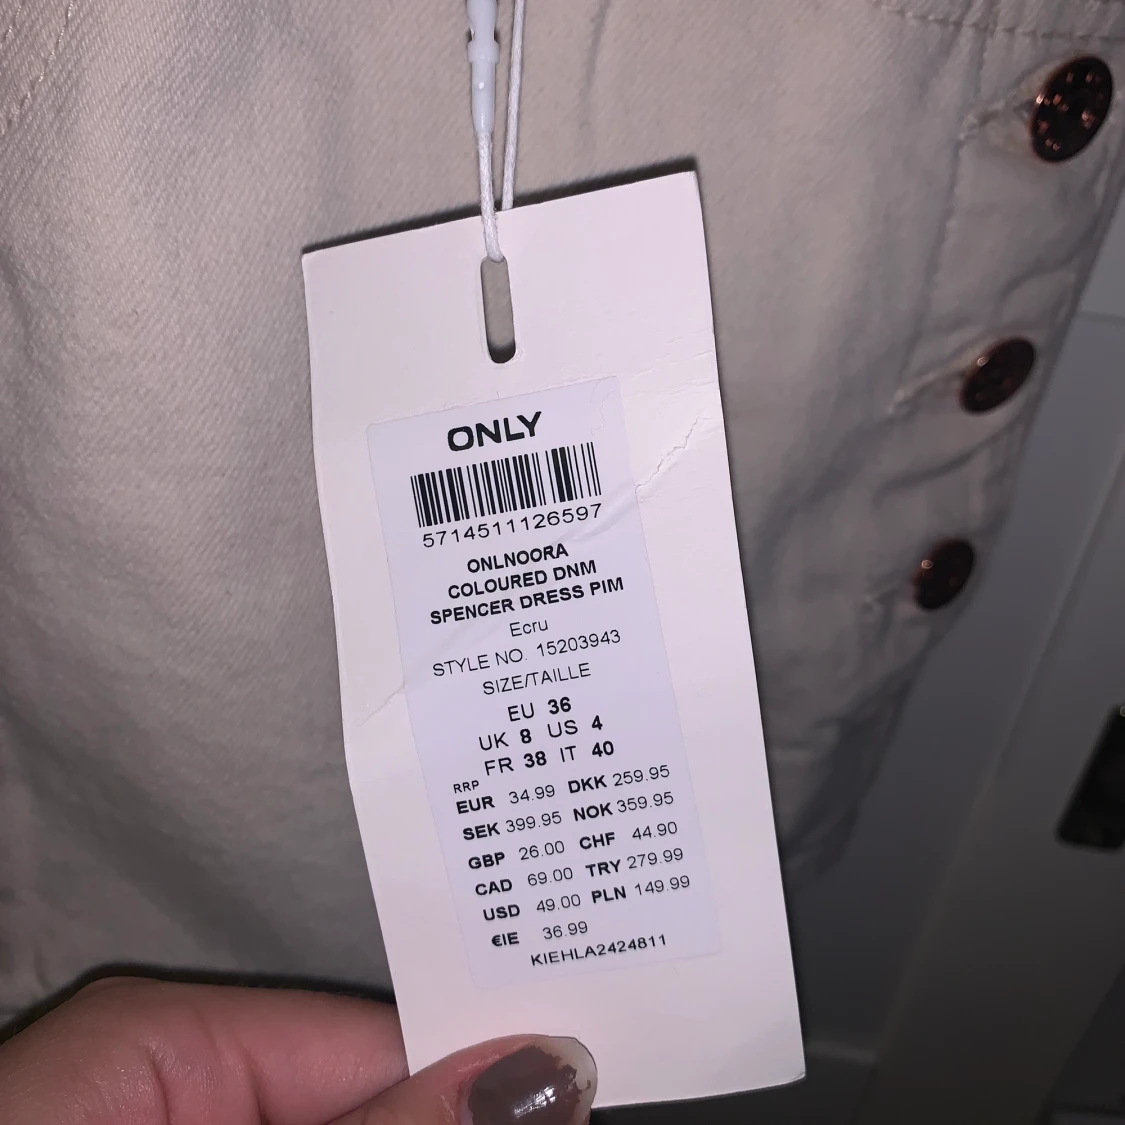 ONLY
5714511126597
ONLNOORA
COLOURED DNM
SPENCER DRESS PIM
Ecru
STYLE NO. 15203943
SIZE/TAILLE
EU 36
UK 8 US 4
FR 38 IT 40
RRP
EUR 34.99 DKK 259.95
SEK 399.95 NOK 359.95
GBP 26.00 CHF 44.90
CAD 69.00 TRY 279.99
USD 49.00 PLN 149.99
€IE 36.99
KIEHLA2424811